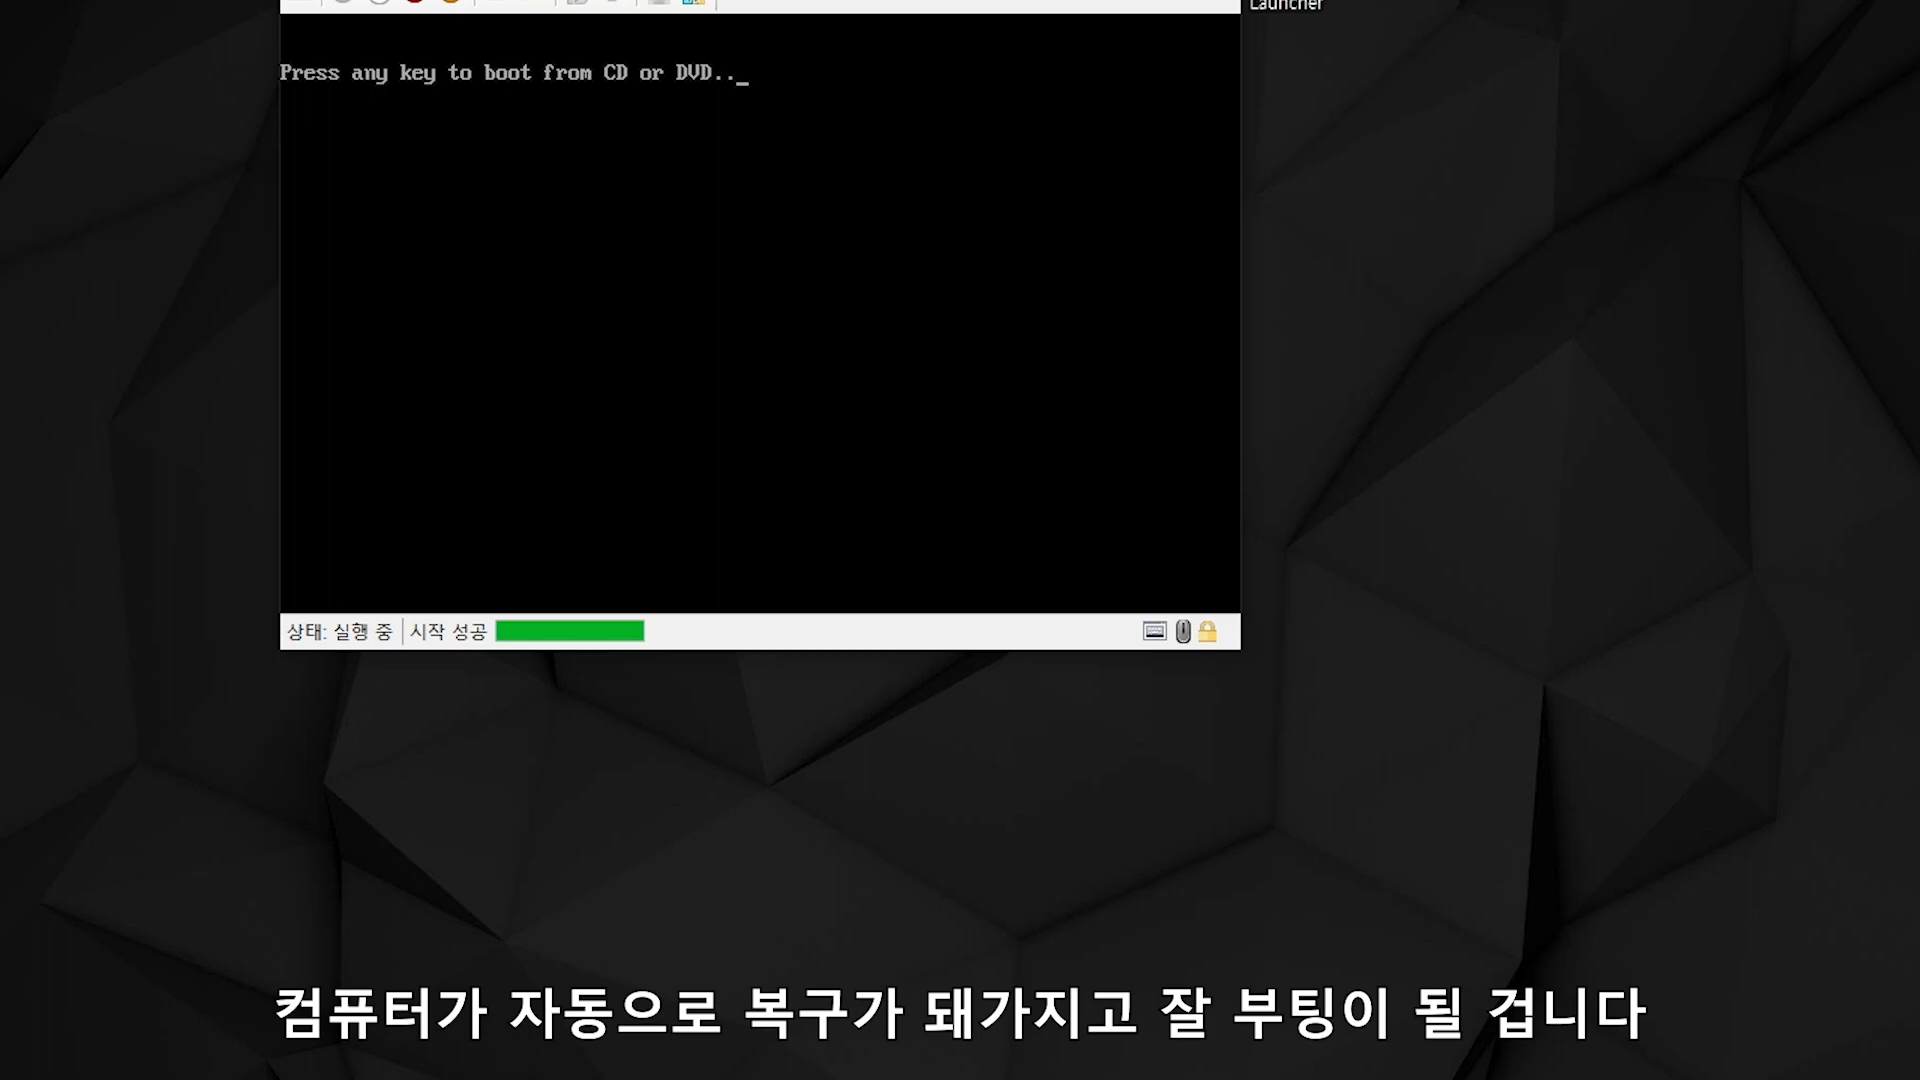 Launcher
Press any key to boot from CD or DVD.._
상태: 실행 중 시작 성공
컴퓨터가 자동으로 복구가 돼가지고 잘 부팅이 될 겁니다